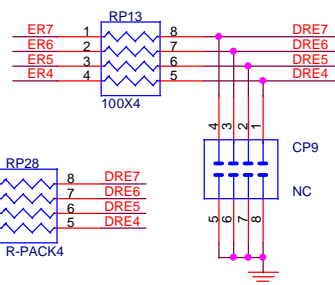 RP13
ER7 1 8 DRE7
ER6 2 7 DRE6
ER5 3 6 DRE5
ER4 4 5 DRE4
100X4
4 3 2 1
CP9
NC
5 6 7 8
RP28
8 DRE7
7 DRE6
6 DRE5
5 DRE4
R-PACK4